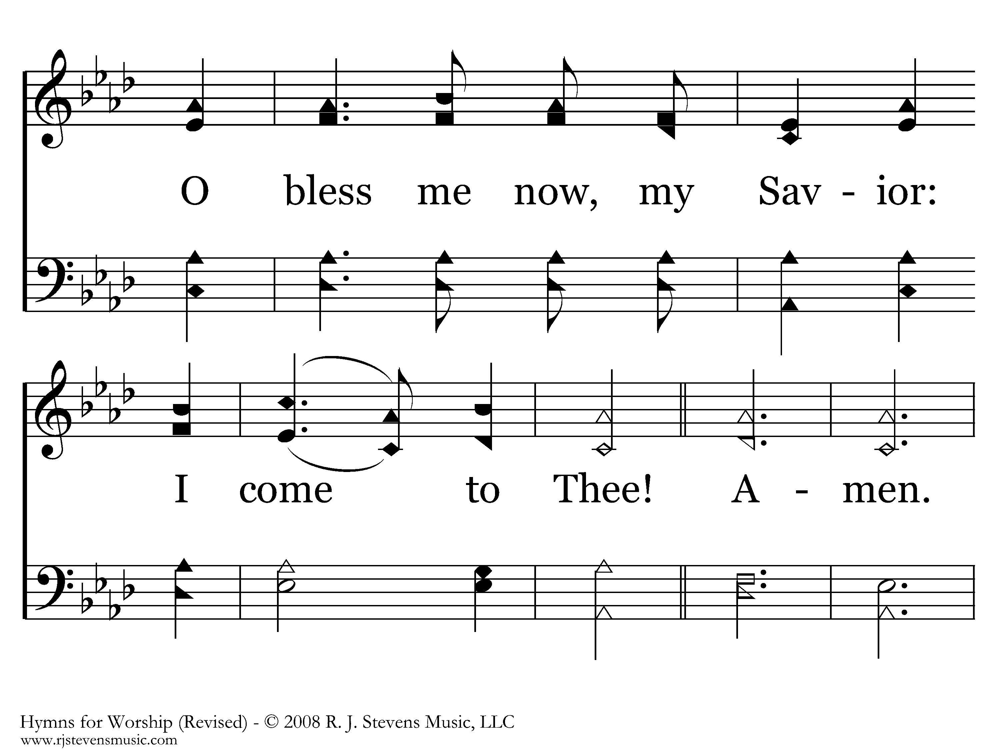 O bless me now, my Sav - ior:
I come to Thee! A - men.
Hymns for Worship (Revised) - © 2008 R. J. Stevens Music, LLC
www.rjstevensmusic.com